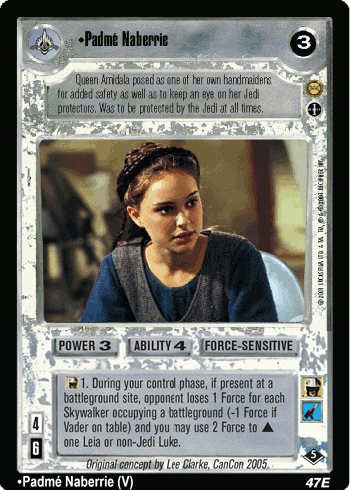 •Padmé Naberrie
3
Queen Amidala posed as one of her own handmaidens
for added safety as well as to keep an eye on her Jedi
protectors. Was to be protected by the Jedi at all times.
POWER 3
ABILITY 4
FORCE-SENSITIVE
1. During your control phase, if present at a
battleground site, opponent loses 1 Force for each
Skywalker occupying a battleground (-1 Force if
Vader on table) and you may use 2 Force to ▲
one Leia or non-Jedi Luke.
4
6
5
Original concept by Lee Clarke, CanCon 2005.
•Padmé Naberrie (V)
47E